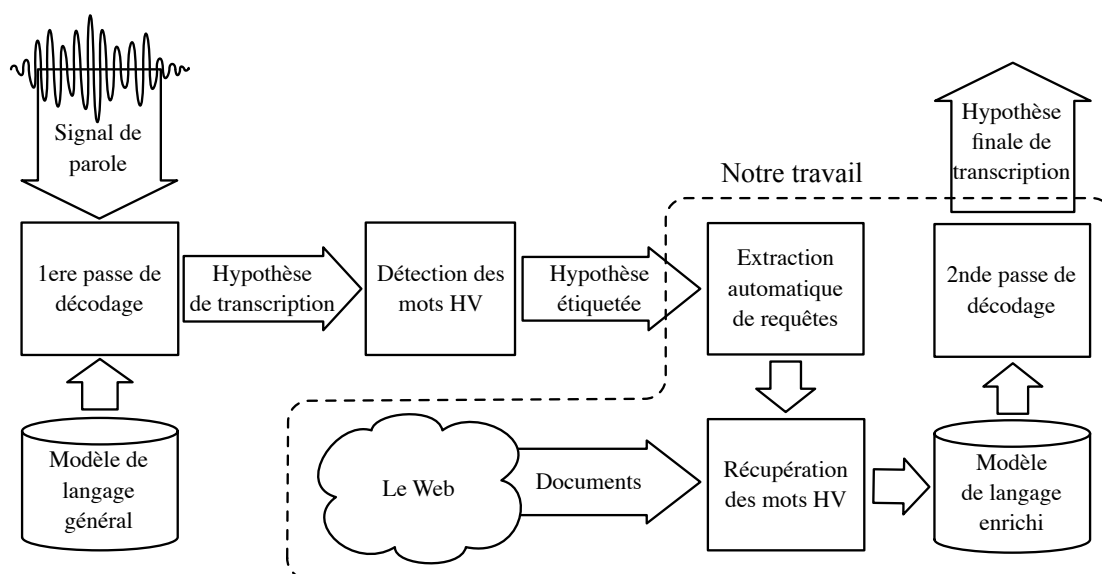 Signal de
parole
Hypothèse
finale de
transcription
Notre travail
1ere passe de
décodage
Hypothèse
de transcription
Détection des
mots HV
Hypothèse
étiquetée
Extraction
automatique
de requêtes
2nde passe de
décodage
Modèle de
langage
général
Le Web
Documents
Récupération
des mots HV
Modèle
de langage
enrichi